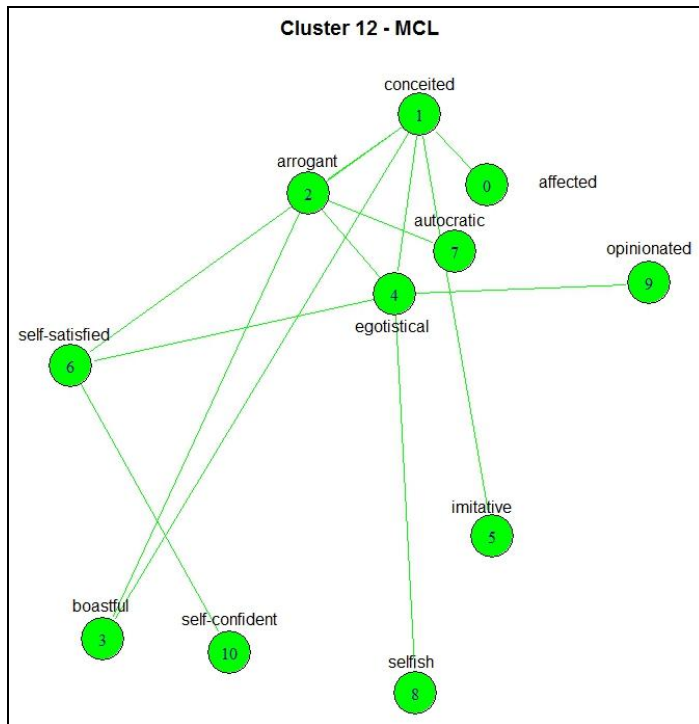 Cluster 12 - MCL
conceited
1
arrogant
2
0
affected
autocratic
7
opinionated
9
4
egotistical
self-satisfied
6
imitative
5
boastful
3
self-confident
10
selfish
8